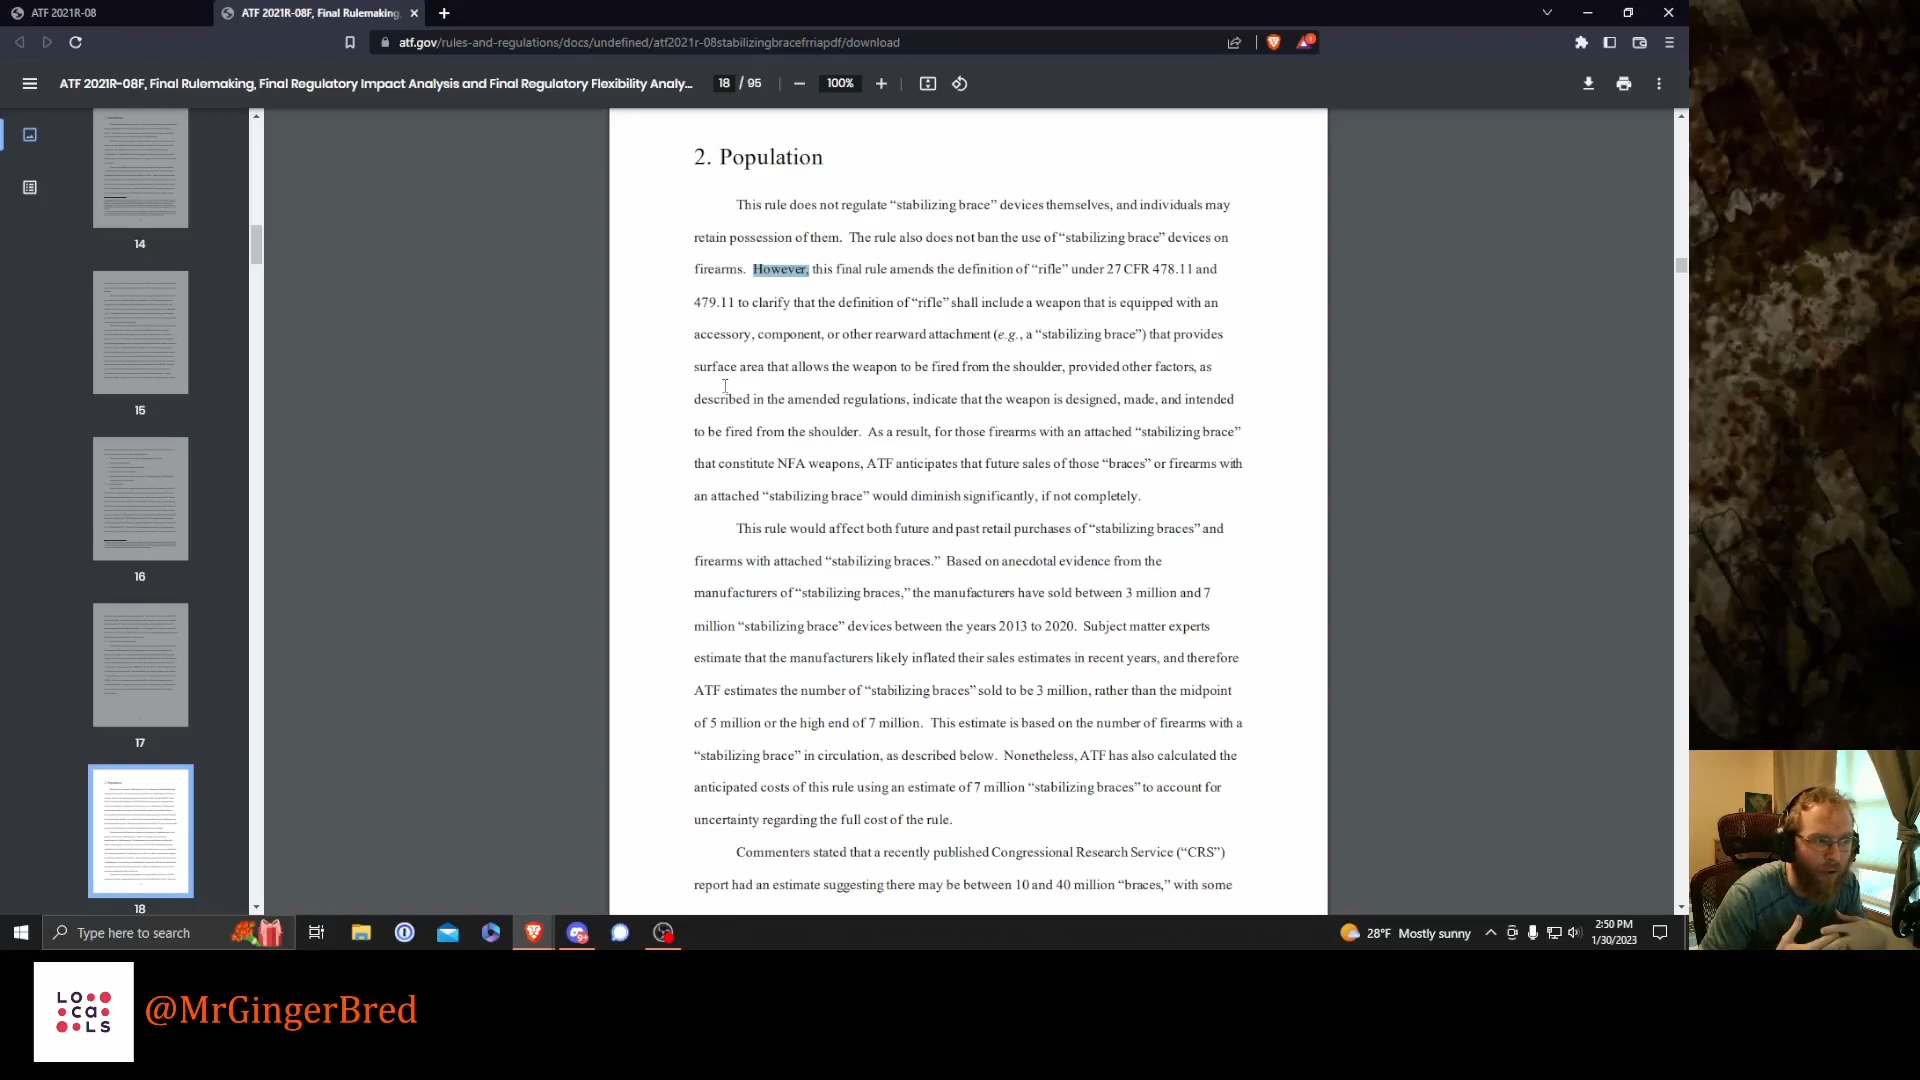 ATF 2021R-08
ATF 2021R-08F, Final Rulemaking,
atf.gov/rules-and-regulations/docs/undefined/atf2021r-08stabilizingbracefrriapdf/download
ATF 2021R-08F, Final Rulemaking, Final Regulatory Impact Analysis and Final Regulatory Flexibility Analy...
18 / 95
100%
14
15
16
17
18
2. Population
This rule does not regulate “stabilizing brace” devices themselves, and individuals may
retain possession of them.  The rule also does not ban the use of “stabilizing brace” devices on
firearms.  However, this final rule amends the definition of “rifle” under 27 CFR 478.11 and
479.11 to clarify that the definition of “rifle” shall include a weapon that is equipped with an
accessory, component, or other rearward attachment (e.g., a “stabilizing brace”) that provides
surface area that allows the weapon to be fired from the shoulder, provided other factors, as
described in the amended regulations, indicate that the weapon is designed, made, and intended
to be fired from the shoulder.  As a result, for those firearms with an attached “stabilizing brace”
that constitute NFA weapons, ATF anticipates that future sales of those “braces” or firearms with
an attached “stabilizing brace” would diminish significantly, if not completely.
This rule would affect both future and past retail purchases of “stabilizing braces” and
firearms with attached “stabilizing braces.”  Based on anecdotal evidence from the
manufacturers of “stabilizing braces,” the manufacturers have sold between 3 million and 7
million “stabilizing brace” devices between the years 2013 to 2020.  Subject matter experts
estimate that the manufacturers likely inflated their sales estimates in recent years, and therefore
ATF estimates the number of “stabilizing braces” sold to be 3 million, rather than the midpoint
of 5 million or the high end of 7 million.  This estimate is based on the number of firearms with a
“stabilizing brace” in circulation, as described below.  Nonetheless, ATF has also calculated the
anticipated costs of this rule using an estimate of 7 million “stabilizing braces” to account for
uncertainty regarding the full cost of the rule.
Commenters stated that a recently published Congressional Research Service (“CRS”)
report had an estimate suggesting there may be between 10 and 40 million “braces,” with some
Type here to search
28°F Mostly sunny
2:50 PM
1/30/2023
LOCALS
@MrGingerBred